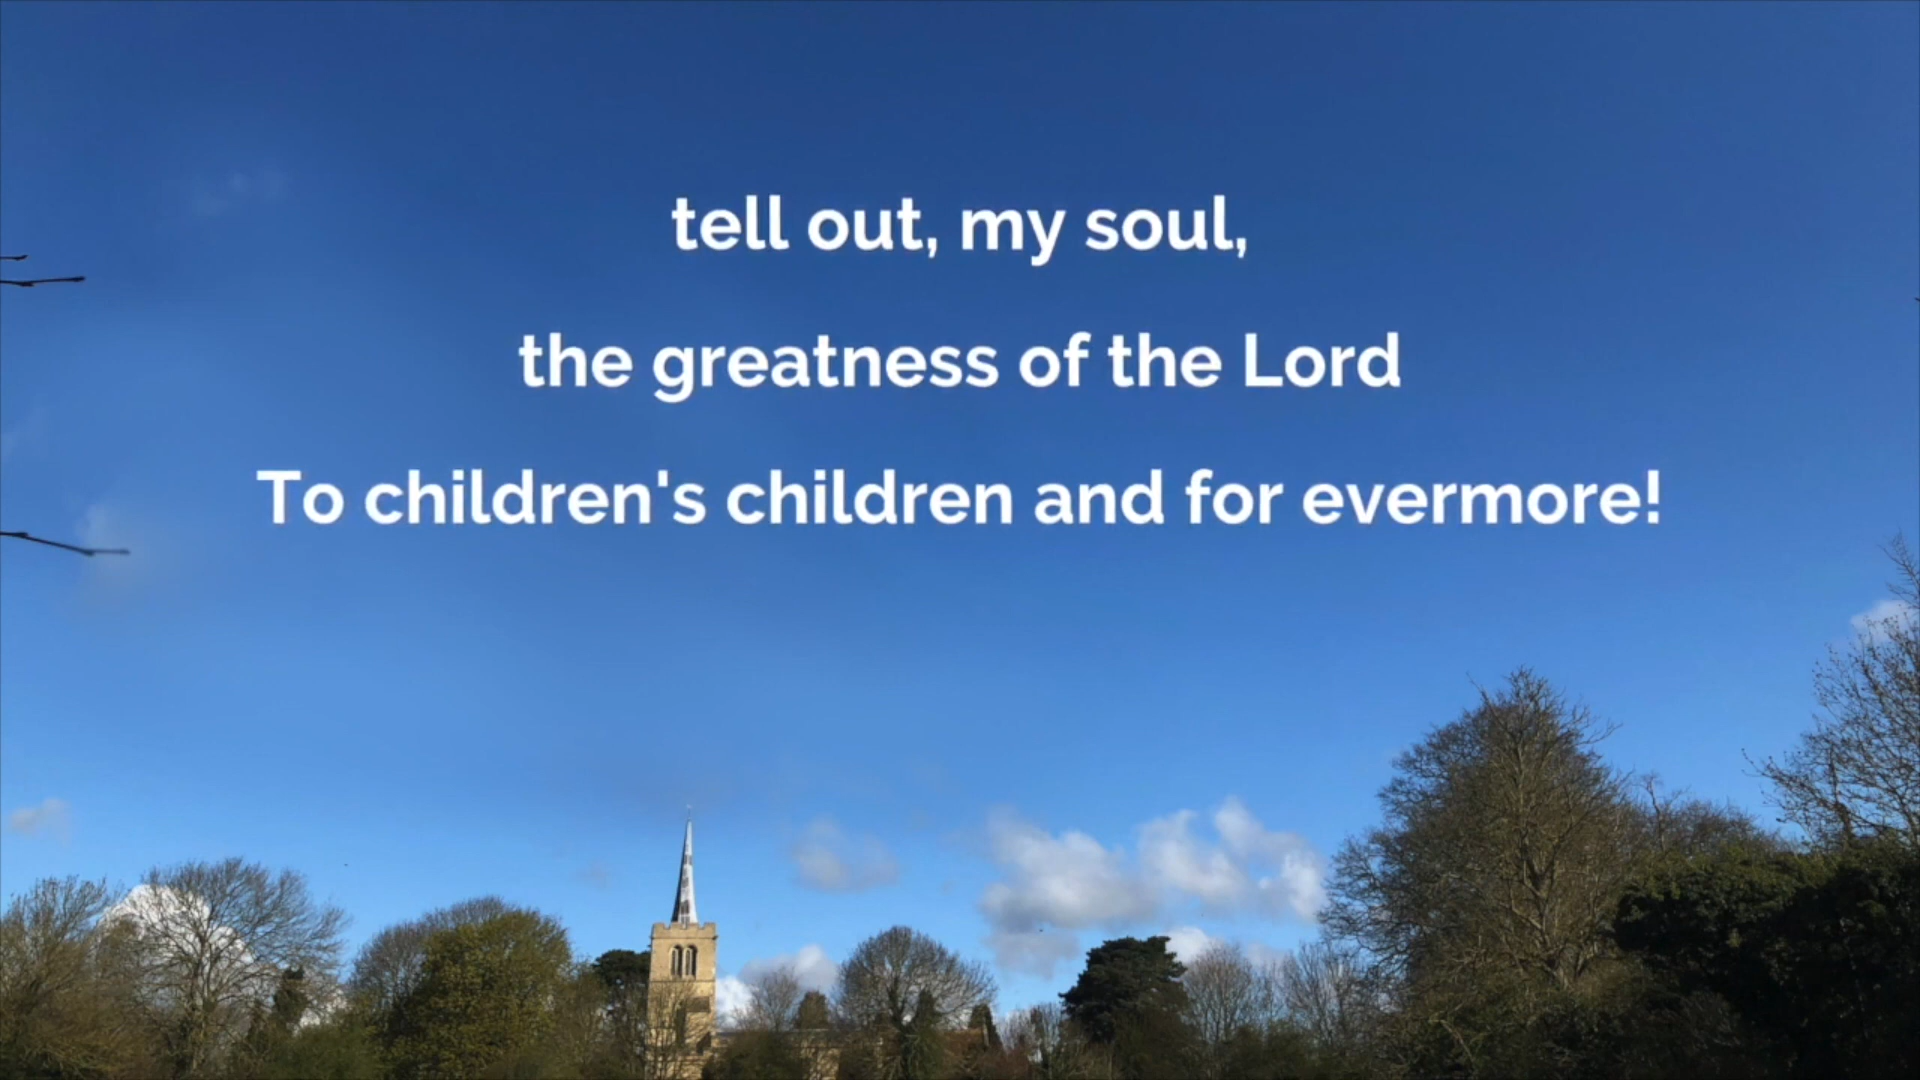 tell out, my soul,
the greatness of the Lord
To children's children and for evermore!